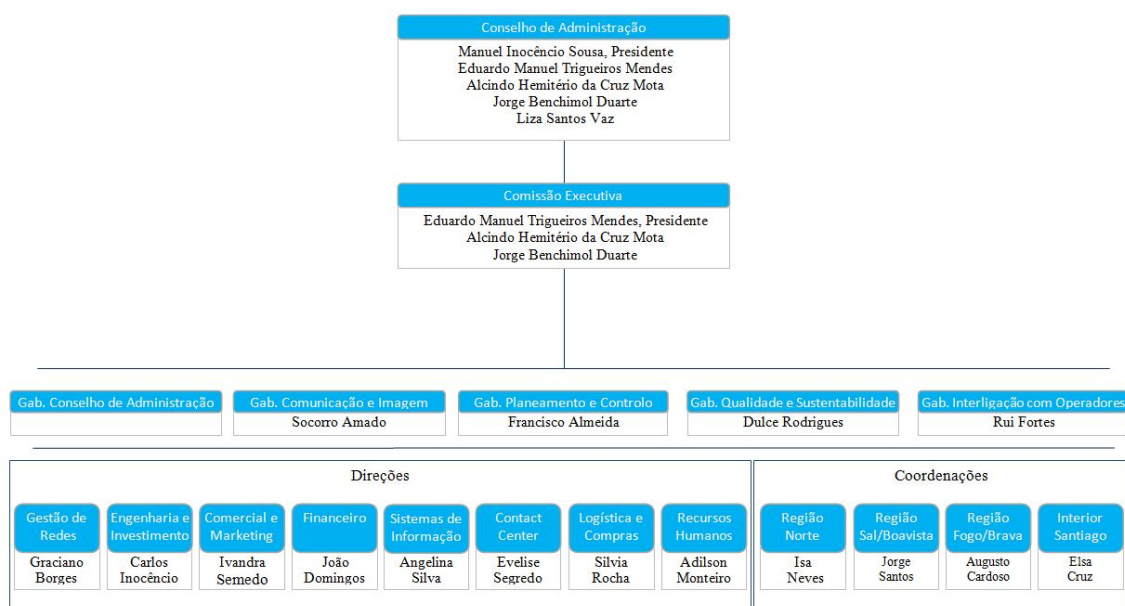 Conselho de Administração
Manuel Inocêncio Sousa, Presidente
Eduardo Manuel Trigueiros Mendes
Alcindo Hemitério da Cruz Mota
Jorge Benchimol Duarte
Liza Santos Vaz
Comissão Executiva
Eduardo Manuel Trigueiros Mendes, Presidente
Alcindo Hemitério da Cruz Mota
Jorge Benchimol Duarte
Gab. Conselho de Administração
Gab. Comunicação e Imagem
Socorro Amado
Gab. Planeamento e Controlo
Francisco Almeida
Gab. Qualidade e Sustentabilidade
Dulce Rodrigues
Gab. Interligação com Operadores
Rui Fortes
Direções
Gestão de
Redes
Graciano
Borges
Engenharia e
Investimento
Carlos
Inocêncio
Comercial e
Marketing
Ivandra
Semedo
Financeiro
João
Domingos
Sistemas de
Informação
Angelina
Silva
Contact
Center
Evelise
Segredo
Logística e
Compras
Silvia
Rocha
Recursos
Humanos
Adilson
Monteiro
Coordenações
Região
Norte
Isa
Neves
Região
Sal/Boavista
Jorge
Santos
Região
Fogo/Brava
Augusto
Cardoso
Interior
Santiago
Elsa
Cruz